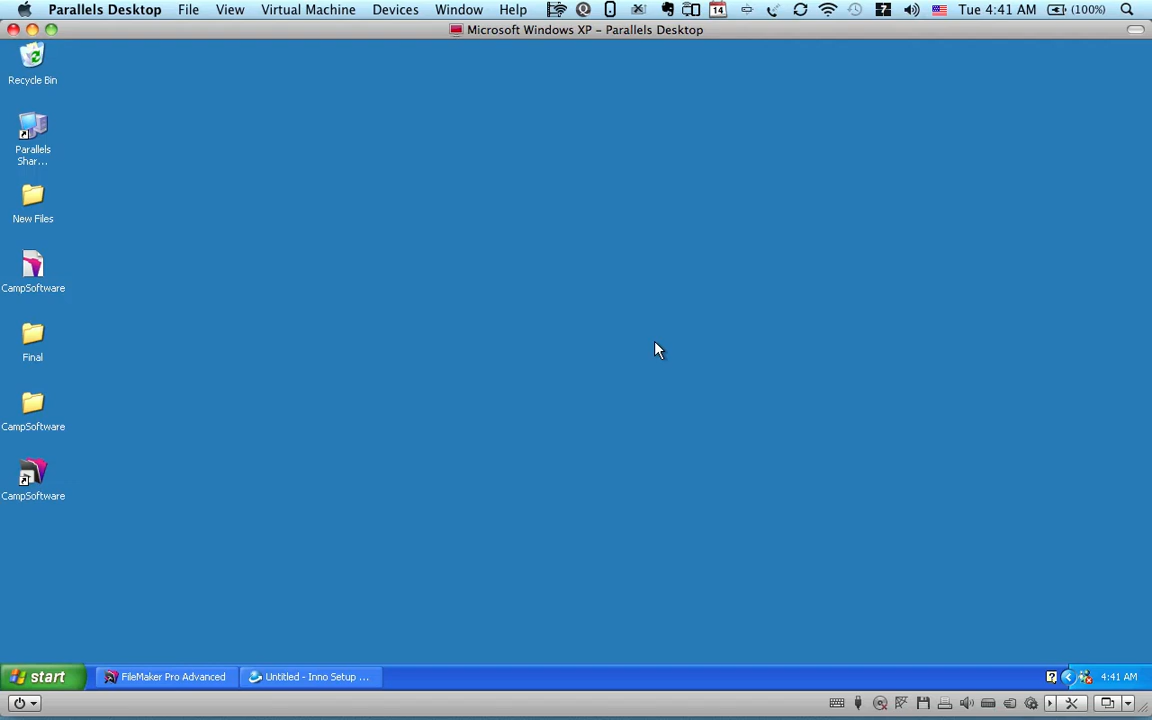 Parallels Desktop File View Virtual Machine Devices Window Help 14 Tue 4:41 AM (100%)
Microsoft Windows XP – Parallels Desktop
Recycle Bin
Parallels
Shar...
New Files
CampSoftware
Final
CampSoftware
CampSoftware
start FileMaker Pro Advanced Untitled - Inno Setup ... 4:41 AM